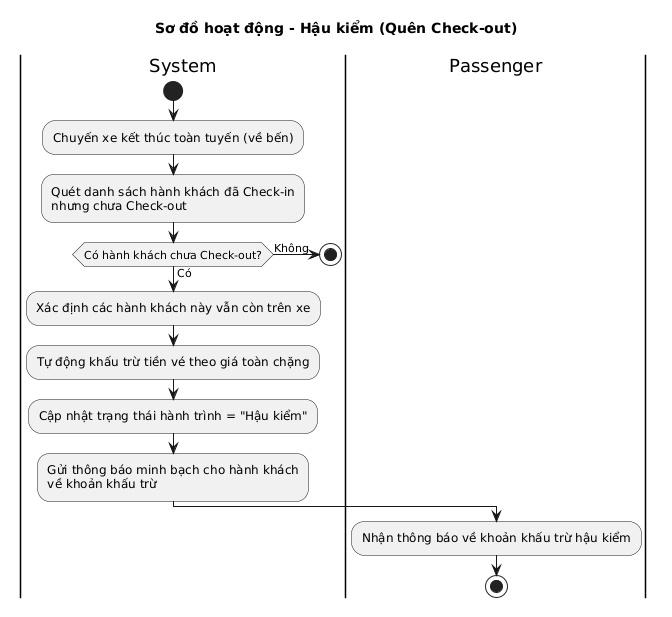 Sơ đồ hoạt động - Hậu kiểm (Quên Check-out)
System
Passenger
Chuyến xe kết thúc toàn tuyến (về bến)
Quét danh sách hành khách đã Check-in
nhưng chưa Check-out
Có hành khách chưa Check-out?
Không
Có
Xác định các hành khách này vẫn còn trên xe
Tự động khấu trừ tiền vé theo giá toàn chặng
Cập nhật trạng thái hành trình = "Hậu kiểm"
Gửi thông báo minh bạch cho hành khách
về khoản khấu trừ
Nhận thông báo về khoản khấu trừ hậu kiểm